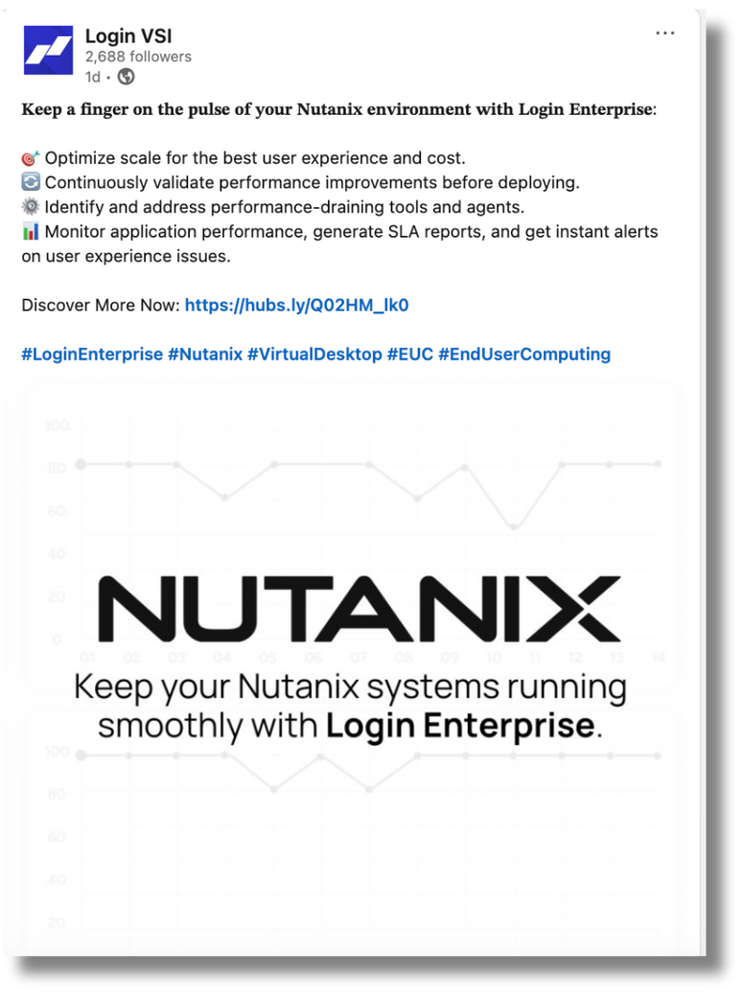 Login VSI
2,688 followers
1d •
...
Keep a finger on the pulse of your Nutanix environment with Login Enterprise:
🎯 Optimize scale for the best user experience and cost.
🔄 Continuously validate performance improvements before deploying.
⚙️ Identify and address performance-draining tools and agents.
📊 Monitor application performance, generate SLA reports, and get instant alerts
on user experience issues.
Discover More Now: https://hubs.ly/Q02HM_lk0
#LoginEnterprise #Nutanix #VirtualDesktop #EUC #EndUserComputing
100
80
60
40
20
0
01 02 03 04 05 06 07 08 09 10 11 12 13 14
NUTANIX
Keep your Nutanix systems running
smoothly with Login Enterprise.
100
80
60
40
20